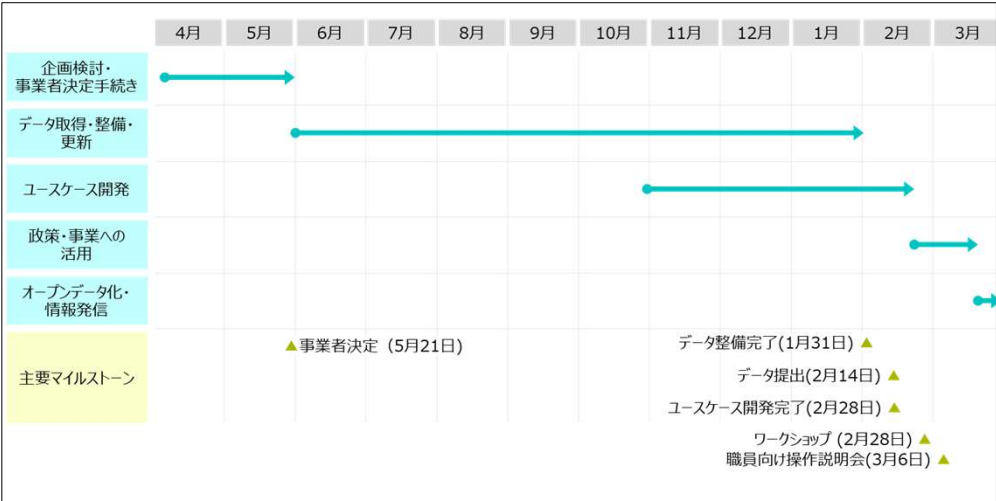 4月 5月 6月 7月 8月 9月 10月 11月 12月 1月 2月 3月
企画検討・
事業者決定手続き
データ取得・整備・
更新
ユースケース開発
政策・事業への
活用
オープンデータ化・
情報発信
主要マイルストーン
▲事業者決定（5月21日)
データ整備完了(1月31日) ▲
データ提出(2月14日) ▲
ユースケース開発完了(2月28日) ▲
ワークショップ (2月28日) ▲
職員向け操作説明会(3月6日) ▲